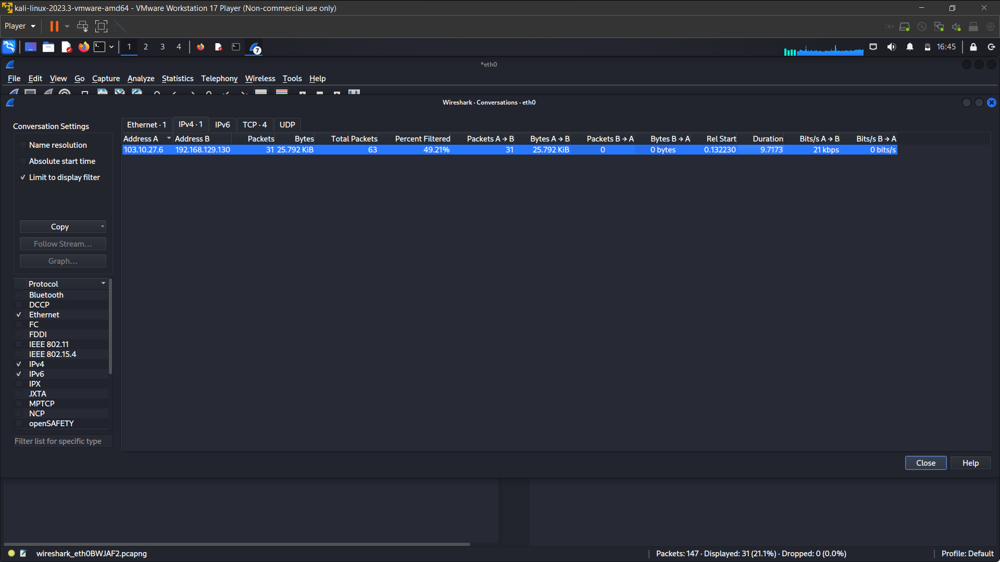 kali-linux-2023.3-vmware-amd64 - VMware Workstation 17 Player (Non-commercial use only)
Player
1 2 3 4 7 16:45
*eth0
File Edit View Go Capture Analyze Statistics Telephony Wireless Tools Help
Wireshark · Conversations · eth0
Conversation Settings
Name resolution
Absolute start time
Limit to display filter
Copy
Follow Stream...
Graph...
Protocol
Bluetooth
DCCP
Ethernet
FC
FDDI
IEEE 802.11
IEEE 802.15.4
IPv4
IPv6
IPX
JXTA
MPTCP
NCP
openSAFETY
Filter list for specific type
Ethernet · 1 IPv4 · 1 IPv6 TCP · 4 UDP
Address A Address B Packets Bytes Total Packets Percent Filtered Packets A → B Bytes A → B Packets B → A Bytes B → A Rel Start Duration Bits/s A → B Bits/s B → A
103.10.27.6 192.168.129.130 31 25.792 KiB 63 49.21% 31 25.792 KiB 0 0 bytes 0.132230 9.7173 21 kbps 0 bits/s
Close Help
wireshark_eth0BWJAF2.pcapng Packets: 147 · Displayed: 31 (21.1%) · Dropped: 0 (0.0%) Profile: Default